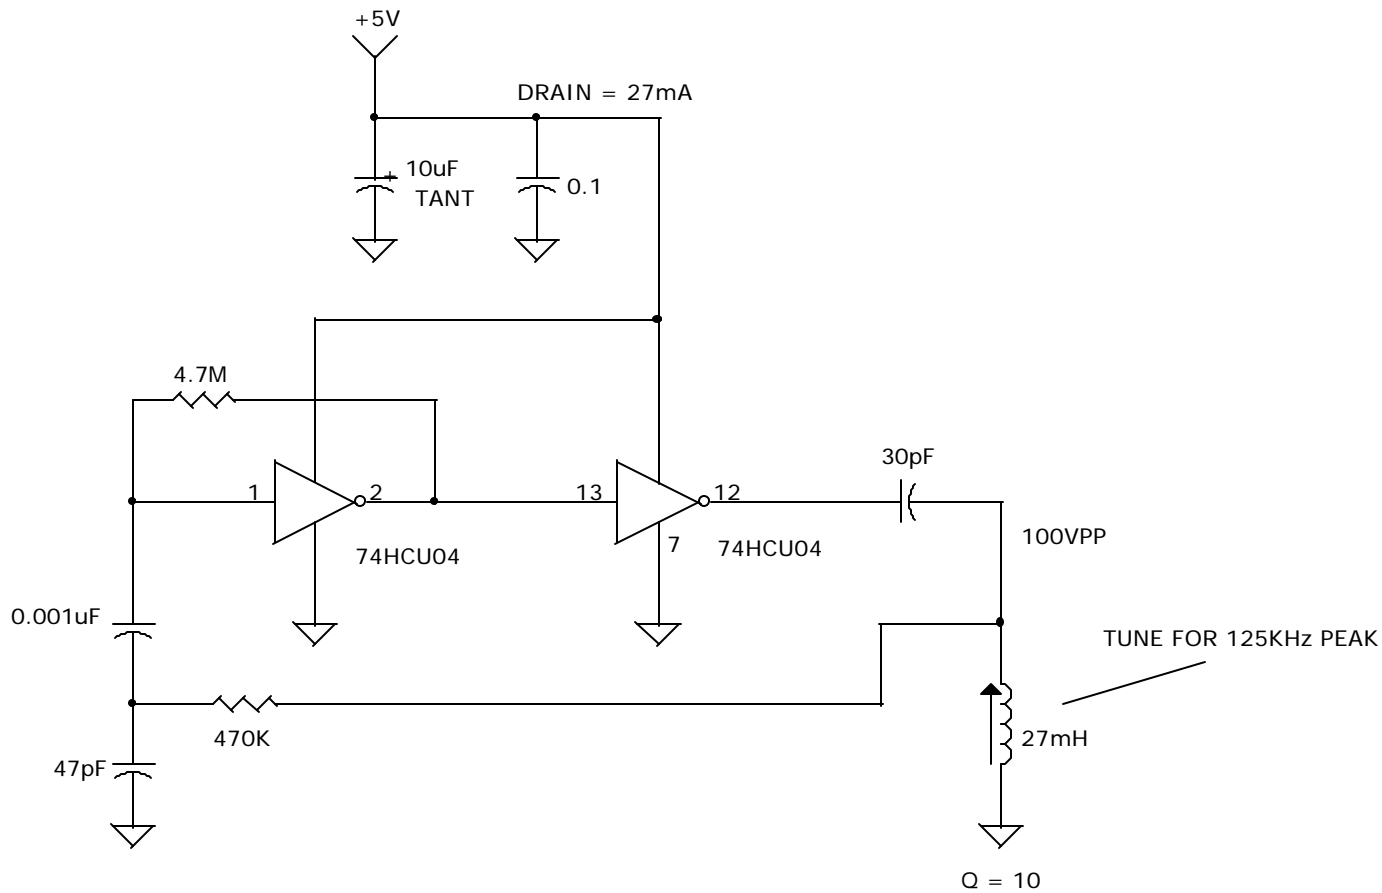 +5V
DRAIN = 27mA
+
10uF
TANT
0.1
4.7M
30pF
1
2
13
12
7
74HCU04
74HCU04
100VPP
0.001uF
TUNE FOR 125KHz PEAK
470K
27mH
47pF
Q = 10